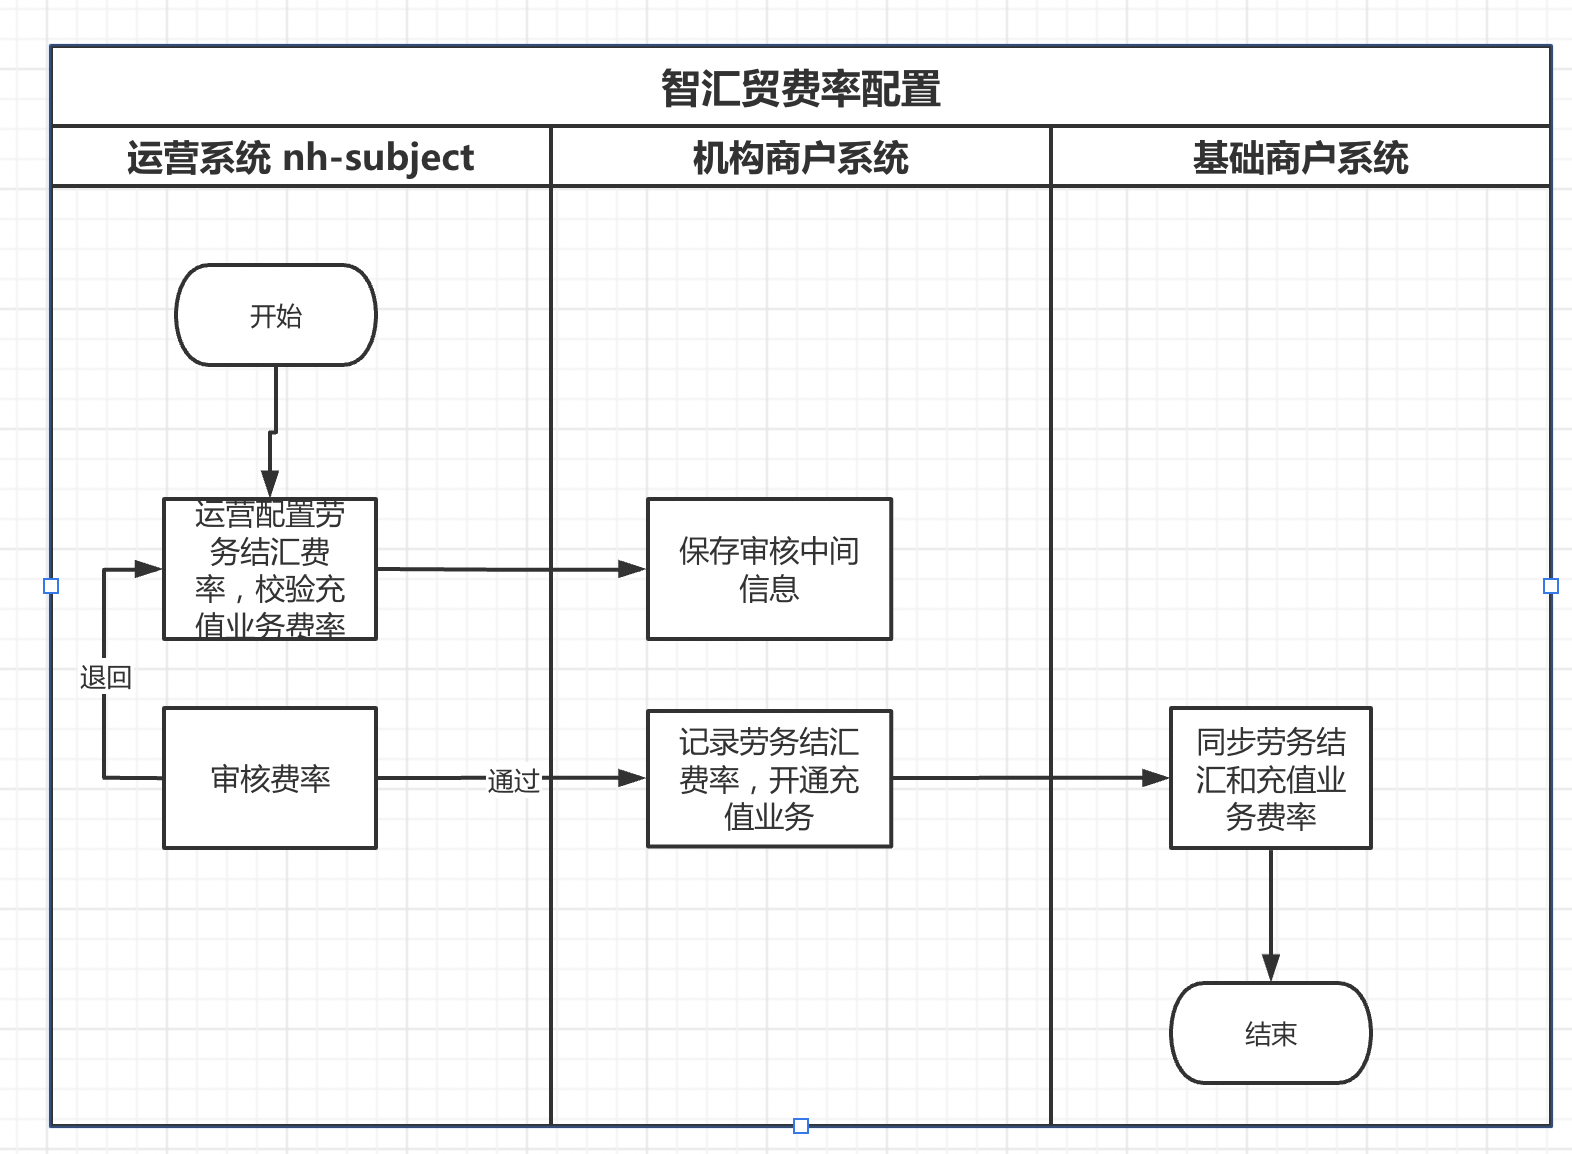 智汇贸费率配置
运营系统 nh-subject
机构商户系统
基础商户系统
开始
运营配置劳
务结汇费
率，校验充
值业务费率
保存审核中间
信息
退回
审核费率
通过
记录劳务结汇
费率，开通充
值业务
同步劳务结
汇和充值业
务费率
结束